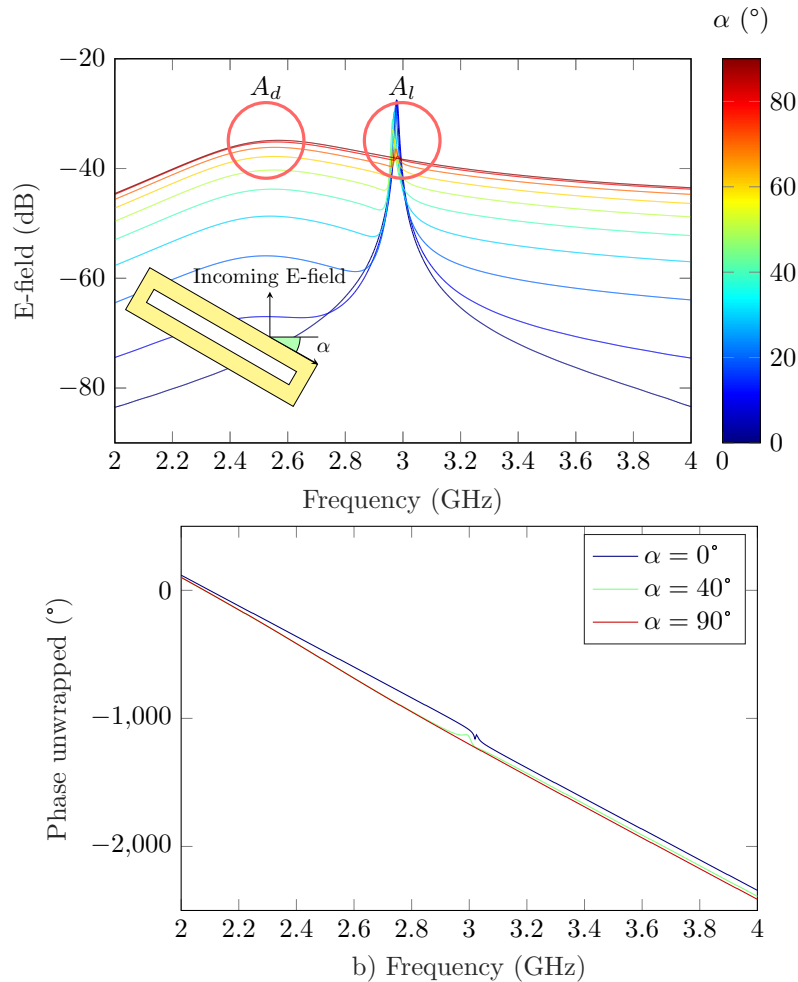 α (°)
−20
−40
−60
−80
E-field (dB)
A_d
A_l
Incoming E-field
α
80
60
40
20
0
2 2.2 2.4 2.6 2.8 3 3.2 3.4 3.6 3.8 4
Frequency (GHz)
0
−1,000
−2,000
Phase unwrapped (°)
α = 0°
α = 40°
α = 90°
2 2.2 2.4 2.6 2.8 3 3.2 3.4 3.6 3.8 4
b) Frequency (GHz)